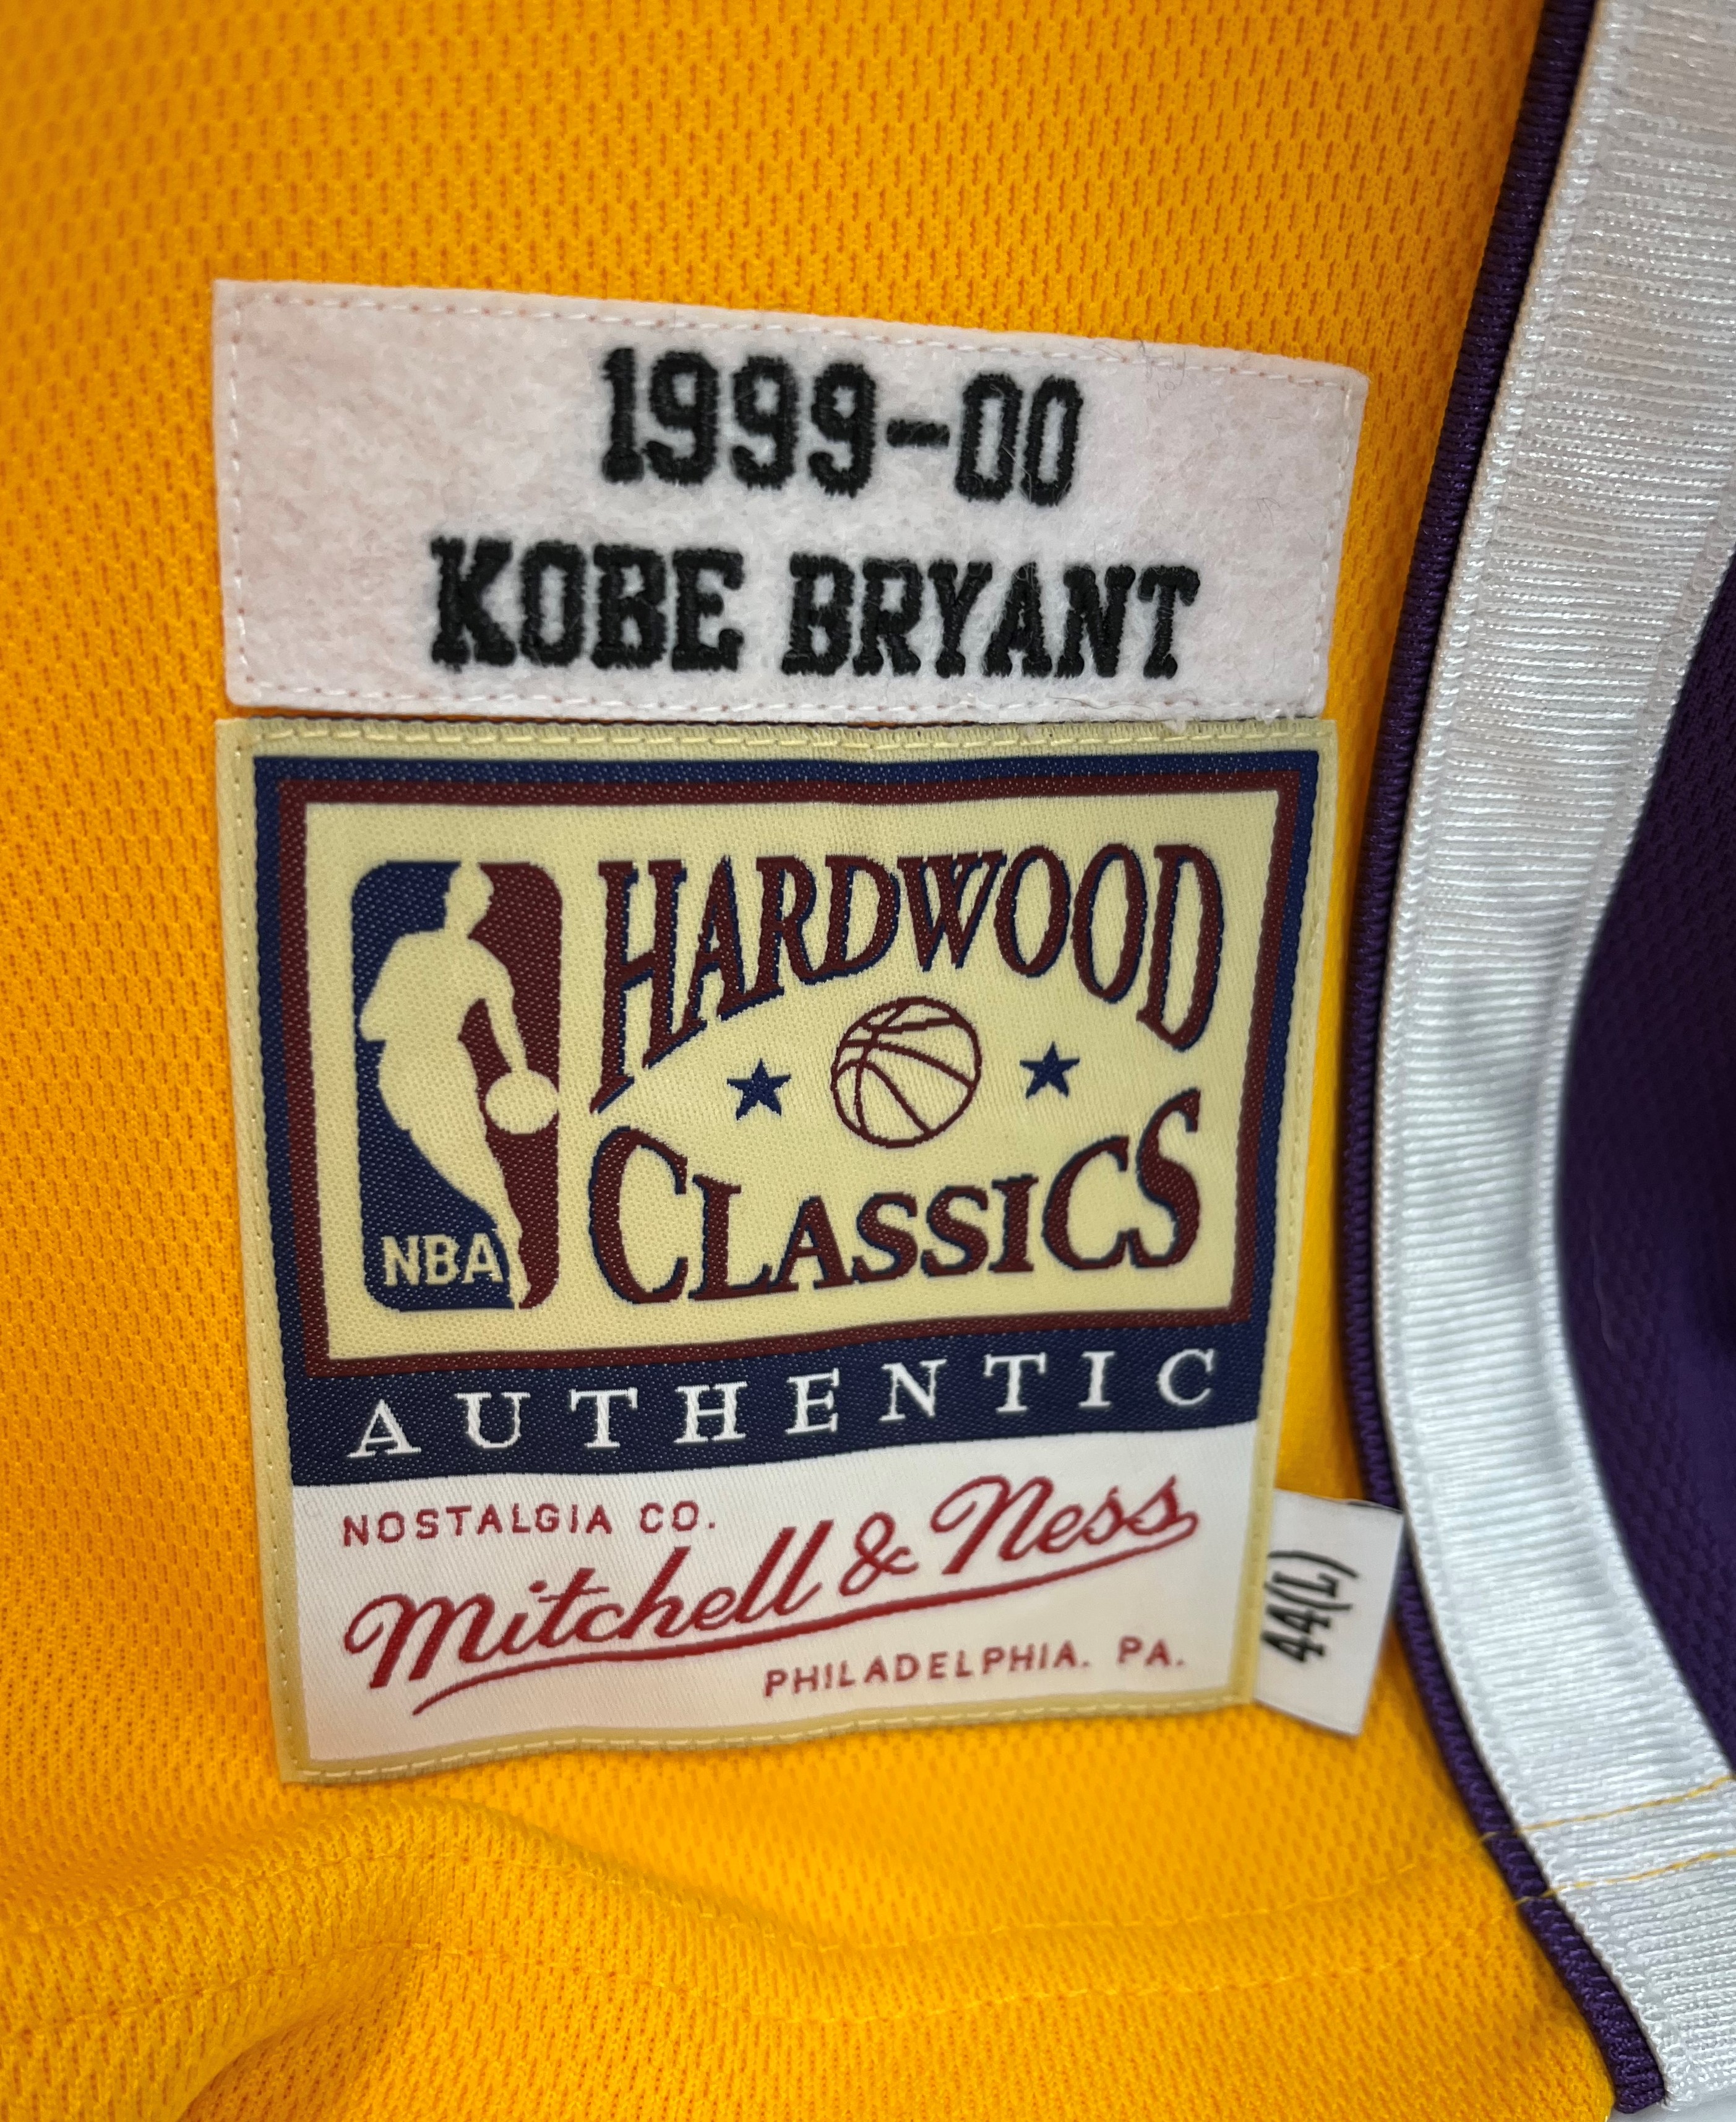 1999-00
KOBE BRYANT
HARDWOOD
CLASSICS
NBA
AUTHENTIC
NOSTALGIA CO.
Mitchell & Ness
PHILADELPHIA. PA.
44(L)